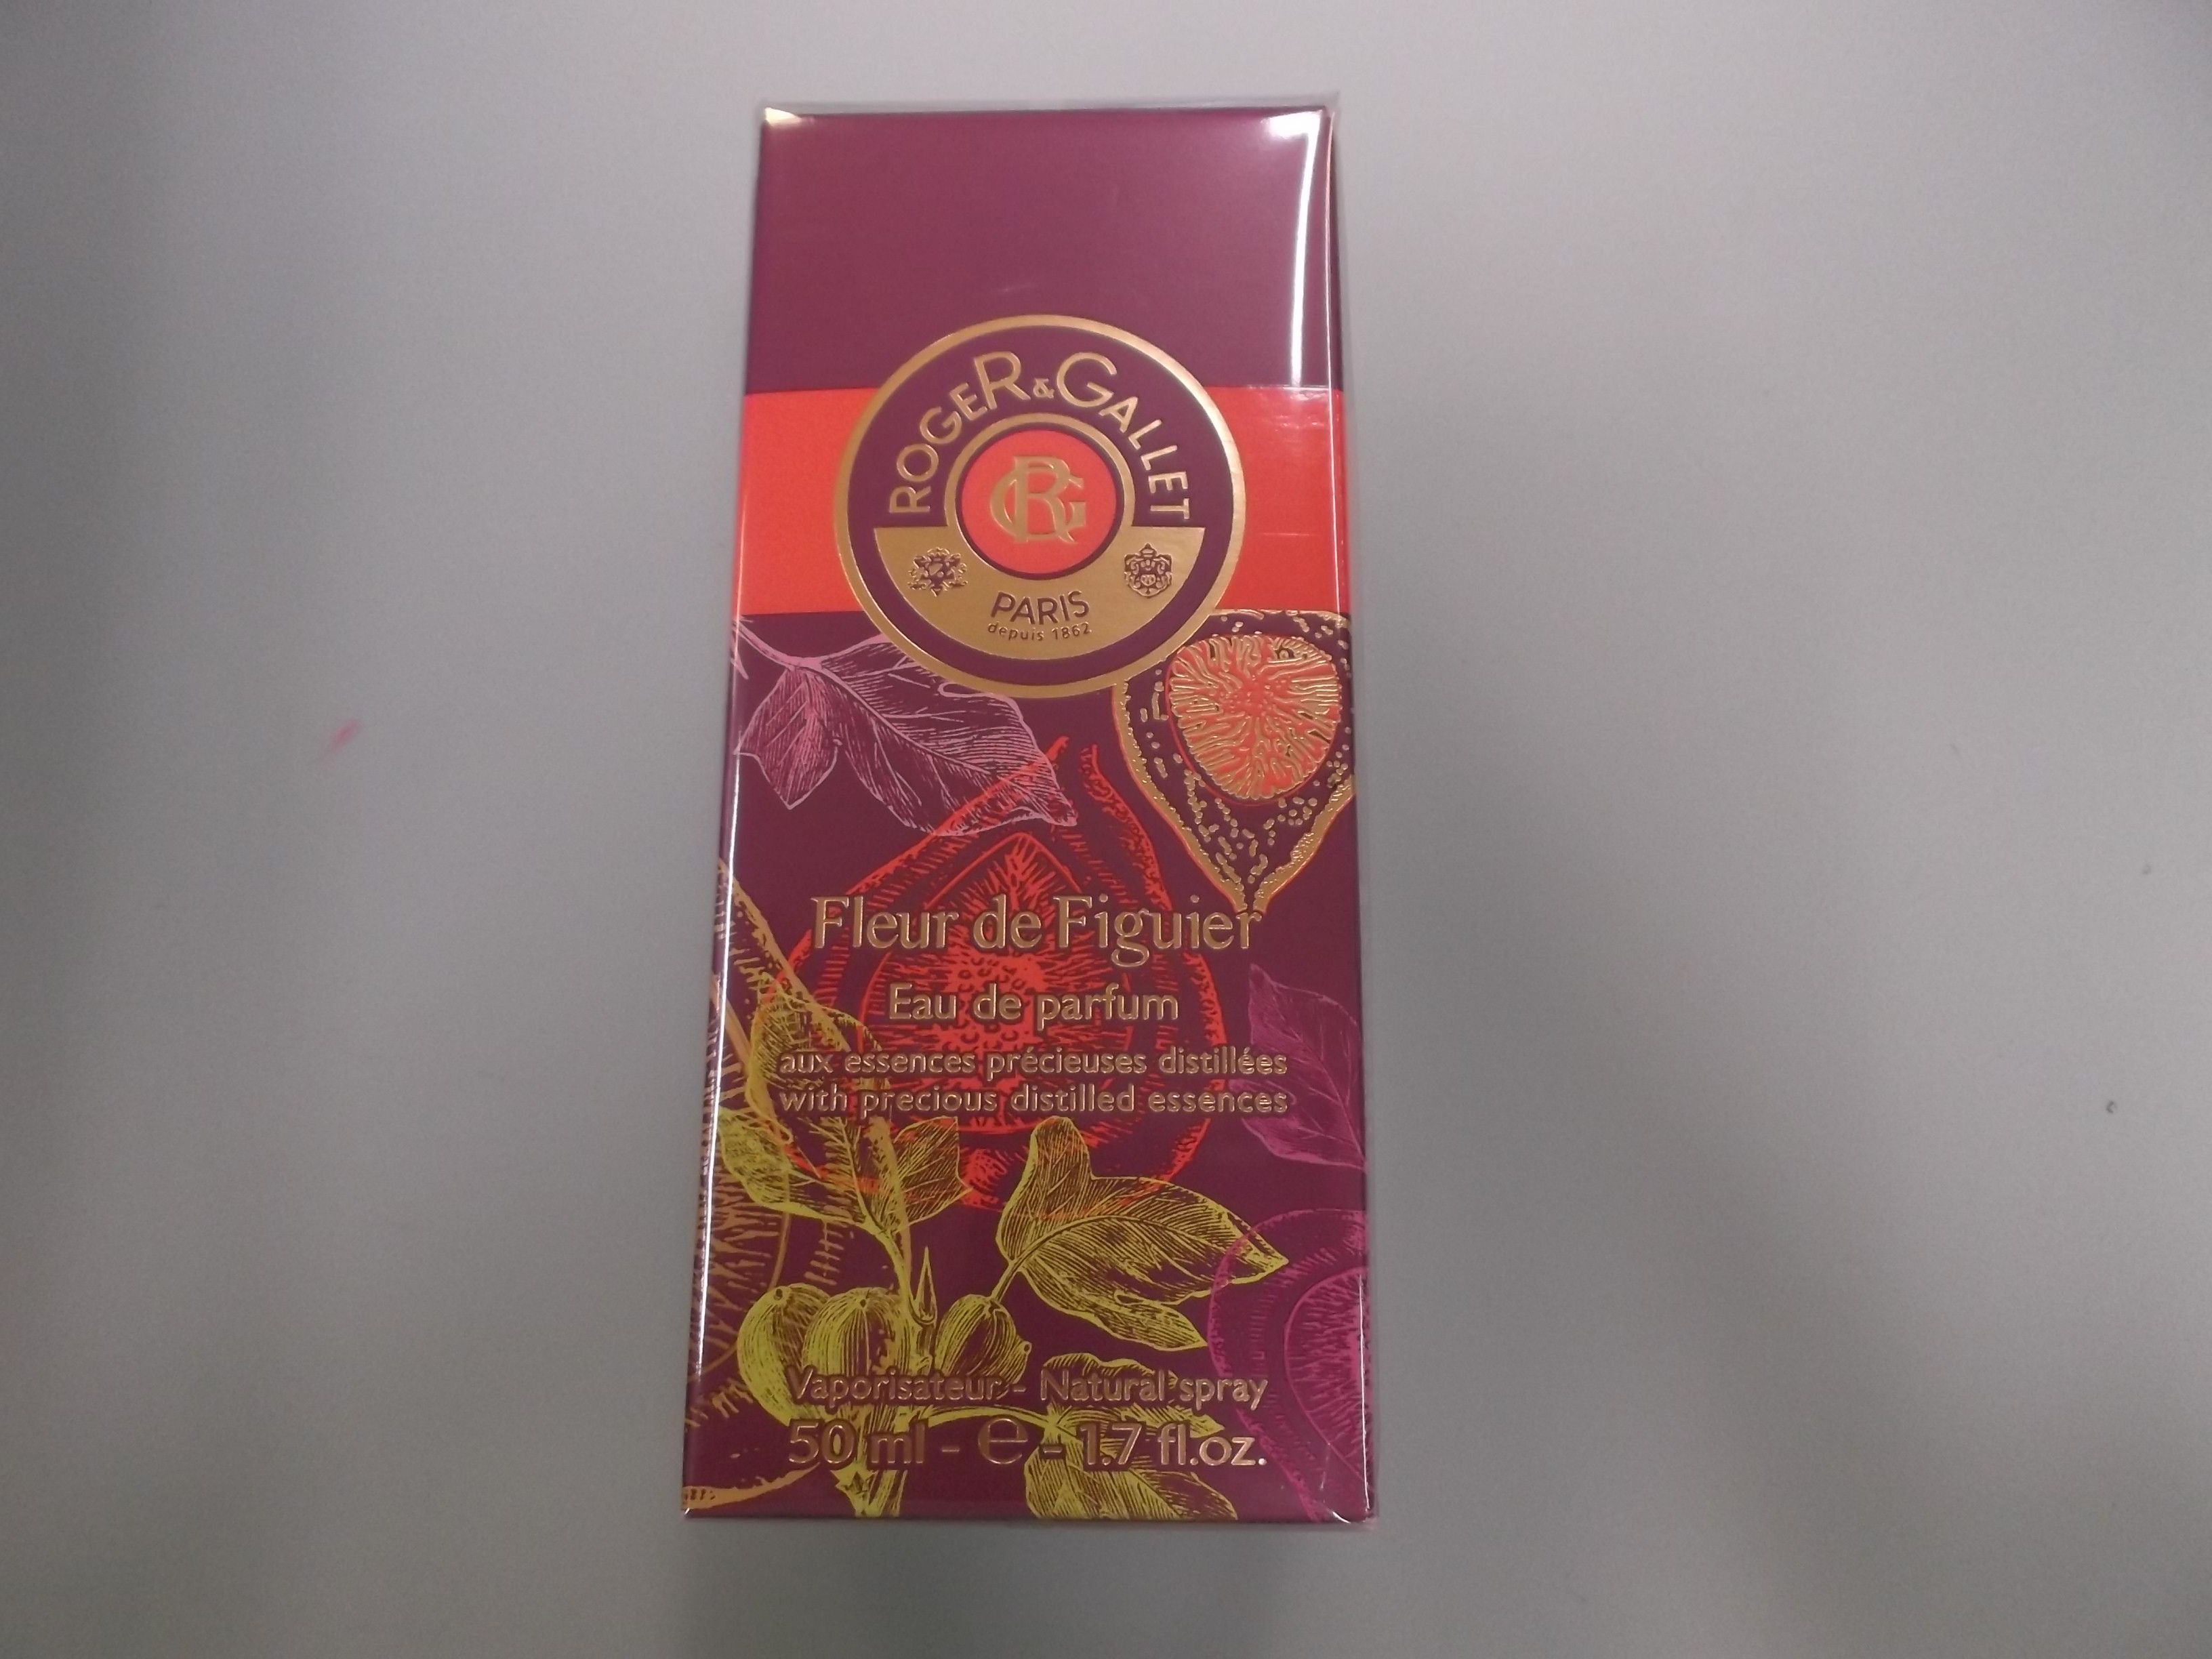 ROGER & GALLET
RG
PARIS
depuis 1862
Fleur de Figuier
Eau de parfum
aux essences précieuses distillées
with precious distilled essences
Vaporisateur - Natural spray
50 ml - e - 1.7 fl.oz.